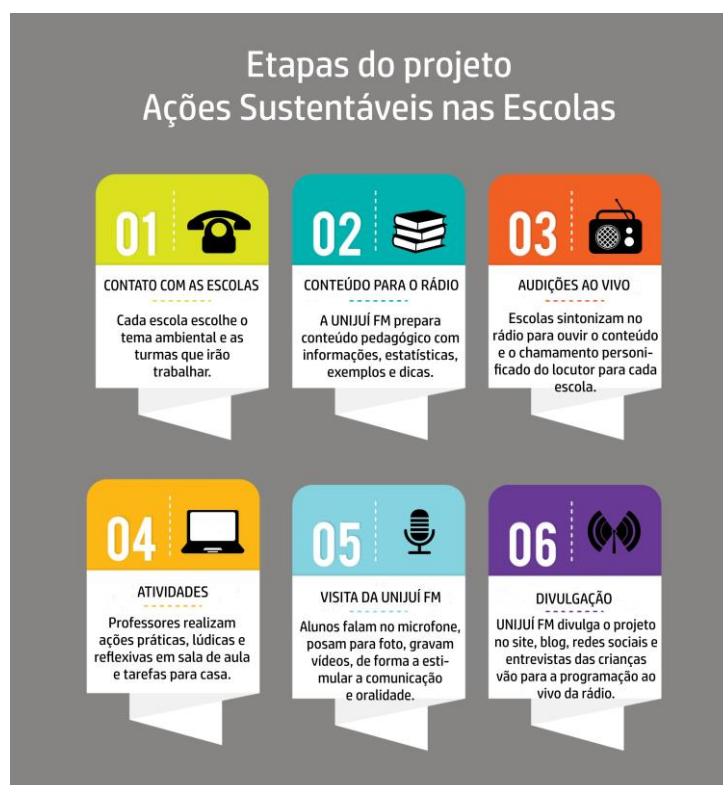 Etapas do projeto
Ações Sustentáveis nas Escolas
01
CONTATO COM AS ESCOLAS
Cada escola escolhe o
tema ambiental e as
turmas que irão
trabalhar.
02
CONTEÚDO PARA O RÁDIO
A UNIJUÍ FM prepara
conteúdo pedagógico com
informações, estatísticas,
exemplos e dicas.
03
AUDIÇÕES AO VIVO
Escolas sintonizam no
rádio para ouvir o conteúdo
e o chamamento personi-
ficado do locutor para cada
escola.
04
ATIVIDADES
Professores realizam
ações práticas, lúdicas e
reflexivas em sala de aula
e tarefas para casa.
05
VISITA DA UNIJUÍ FM
Alunos falam no microfone,
posam para foto, gravam
vídeos, de forma a esti-
mular a comunicação
e oralidade.
06
DIVULGAÇÃO
UNIJUÍ FM divulga o projeto
no site, blog, redes sociais e
entrevistas das crianças
vão para a programação ao
vivo da rádio.